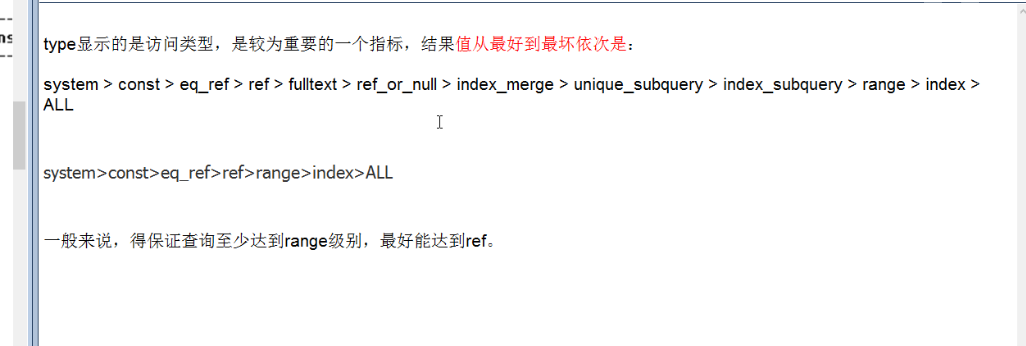 ns
type显示的是访问类型，是较为重要的一个指标，结果值从最好到最坏依次是：
system > const > eq_ref > ref > fulltext > ref_or_null > index_merge > unique_subquery > index_subquery > range > index >
ALL
system>const>eq_ref>ref>range>index>ALL
一般来说，得保证查询至少达到range级别，最好能达到ref。